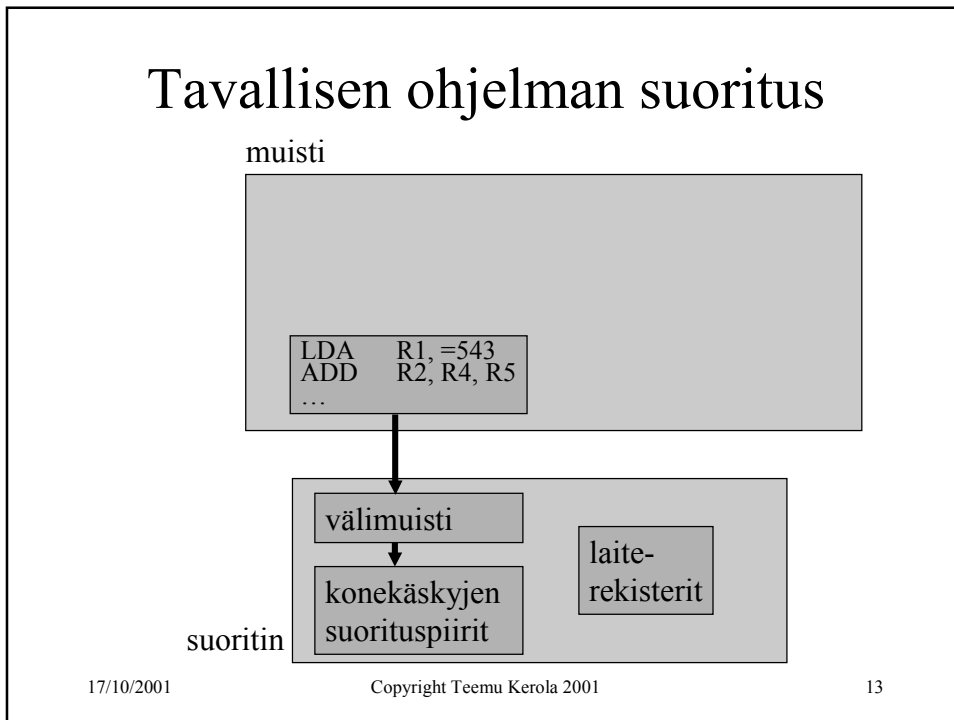 Tavallisen ohjelman suoritus
muisti
LDA R1, =543
ADD R2, R4, R5
…
välimuisti
konekäskyjen
suorituspiirit
laite-
rekisterit
suoritin
17/10/2001 Copyright Teemu Kerola 2001 13